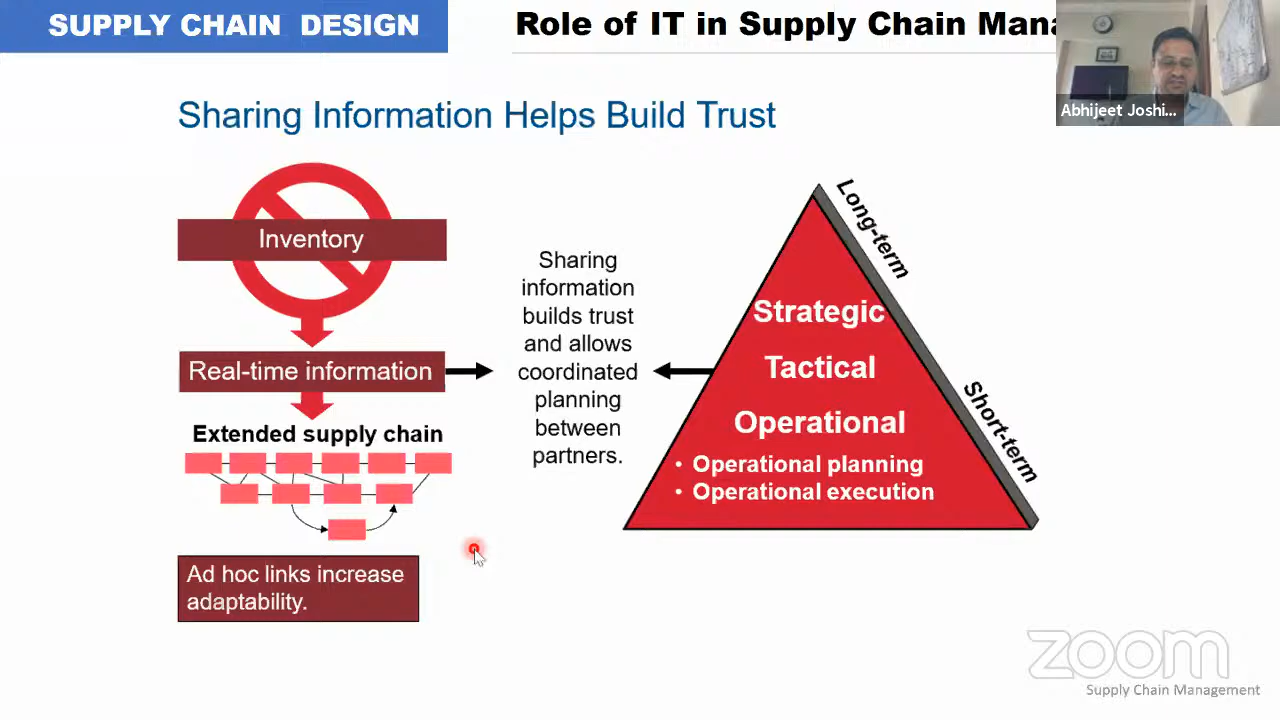 SUPPLY CHAIN DESIGN
Role of IT in Supply Chain Mana
Abhijeet Joshi...
Sharing Information Helps Build Trust
Inventory
Real-time information
Extended supply chain
Ad hoc links increase
adaptability.
Sharing
information
builds trust
and allows
coordinated
planning
between
partners.
Long-term
Short-term
Strategic
Tactical
Operational
• Operational planning
• Operational execution
zoom
Supply Chain Management